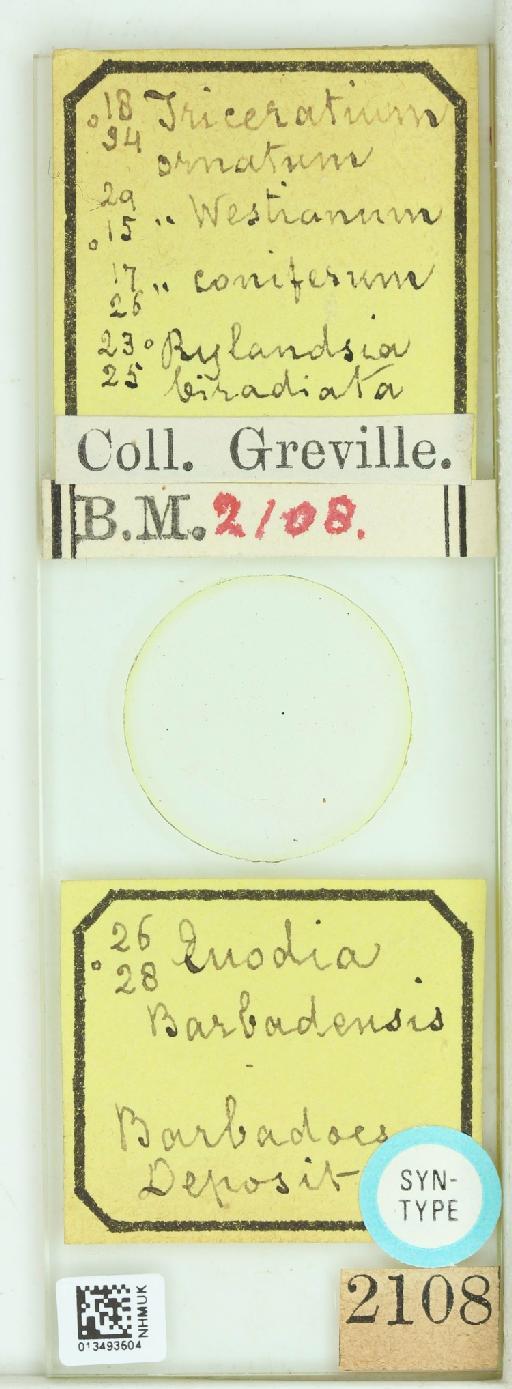 ° 18 Triceratium
34 ornatum
29
° 15 " Westianum
17 " coniferum
26
23 ° Rylandsia
25 biradiata
Coll. Greville.
B.M. 2108.
26 Euodia
° 28
Barbadensis
-
Barbadoes
Deposit
SYN-
TYPE
2108
013493604
NHMUK